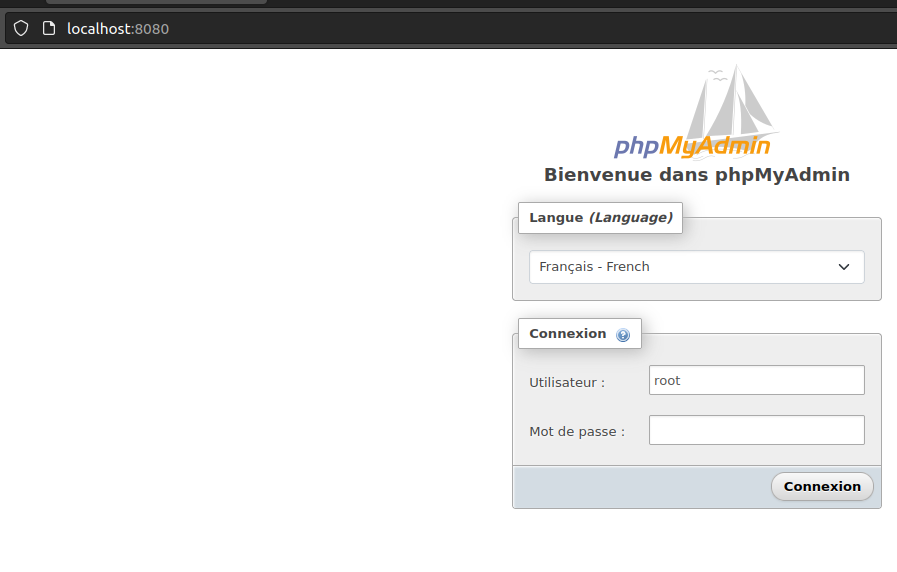 localhost:8080
phpMyAdmin
Bienvenue dans phpMyAdmin
Langue (Language)
Français - French
Connexion
Utilisateur :
root
Mot de passe :
Connexion